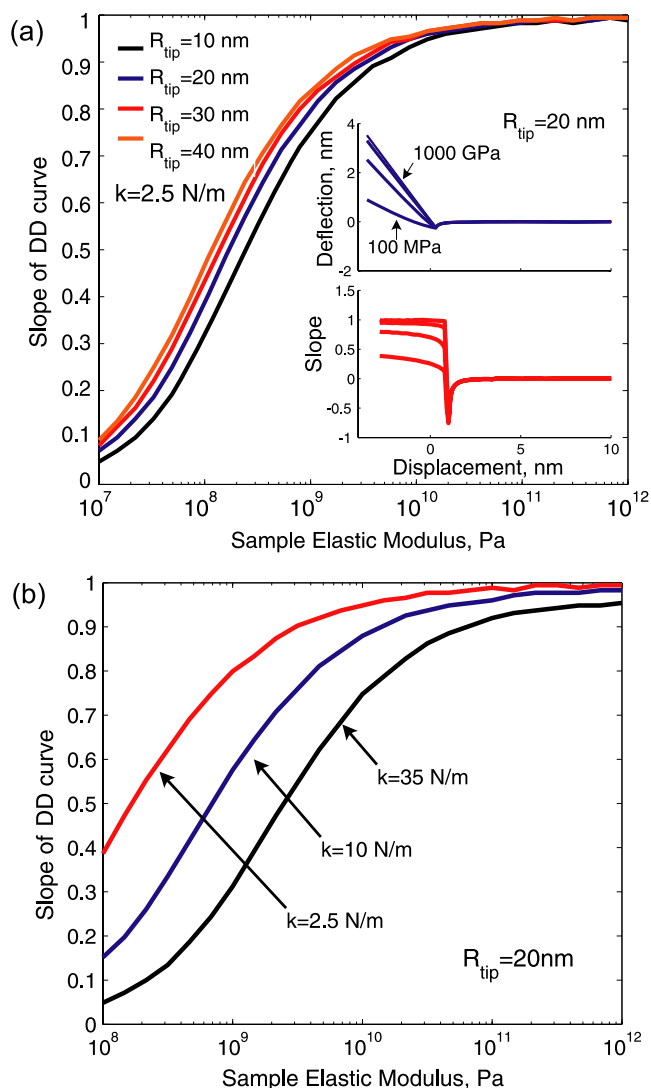 (a)
1
0.9
0.8
0.7
0.6
0.5
0.4
0.3
0.2
0.1
0
Slope of DD curve
R_tip=10 nm
R_tip=20 nm
R_tip=30 nm
R_tip=40 nm
k=2.5 N/m
R_tip=20 nm
4
2
0
-2
Deflection, nm
1000 GPa
100 MPa
1.5
1
0.5
0
-0.5
-1
Slope
0 5 10
Displacement, nm
10^7 10^8 10^9 10^10 10^11 10^12
Sample Elastic Modulus, Pa
(b)
1
0.9
0.8
0.7
0.6
0.5
0.4
0.3
0.2
0.1
0
Slope of DD curve
k=35 N/m
k=10 N/m
k=2.5 N/m
R_tip=20nm
10^8 10^9 10^10 10^11 10^12
Sample Elastic Modulus, Pa